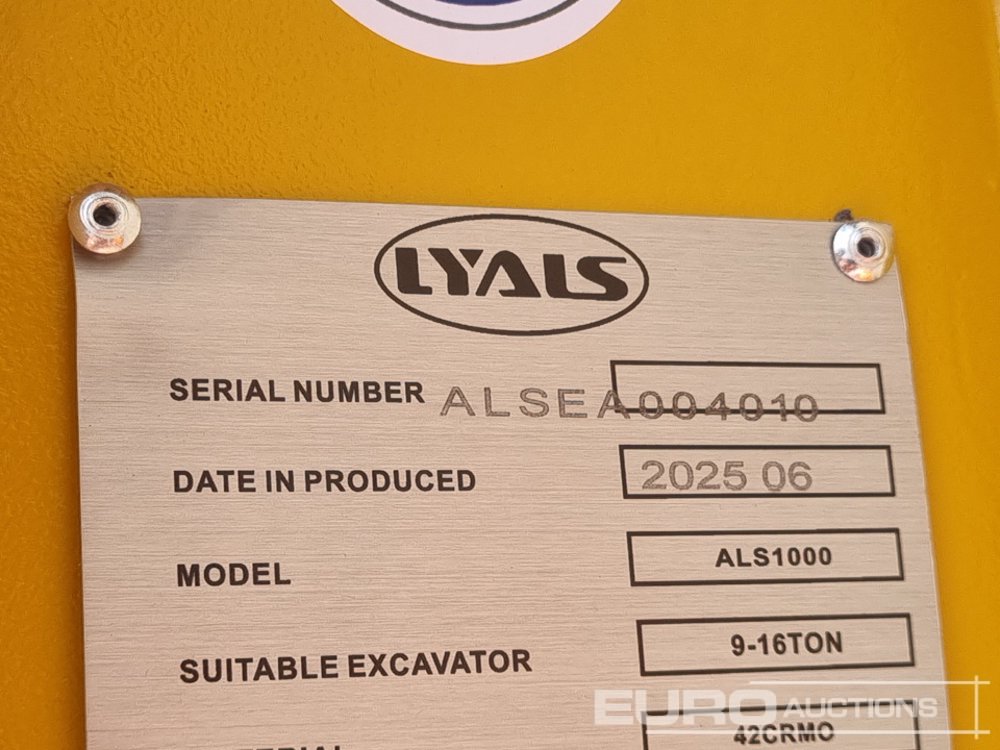 LYALS
SERIAL NUMBER ALSEA004010
DATE IN PRODUCED 2025 06
MODEL ALS1000
SUITABLE EXCAVATOR 9-16TON
42CRMO
EURO AUCTIONS